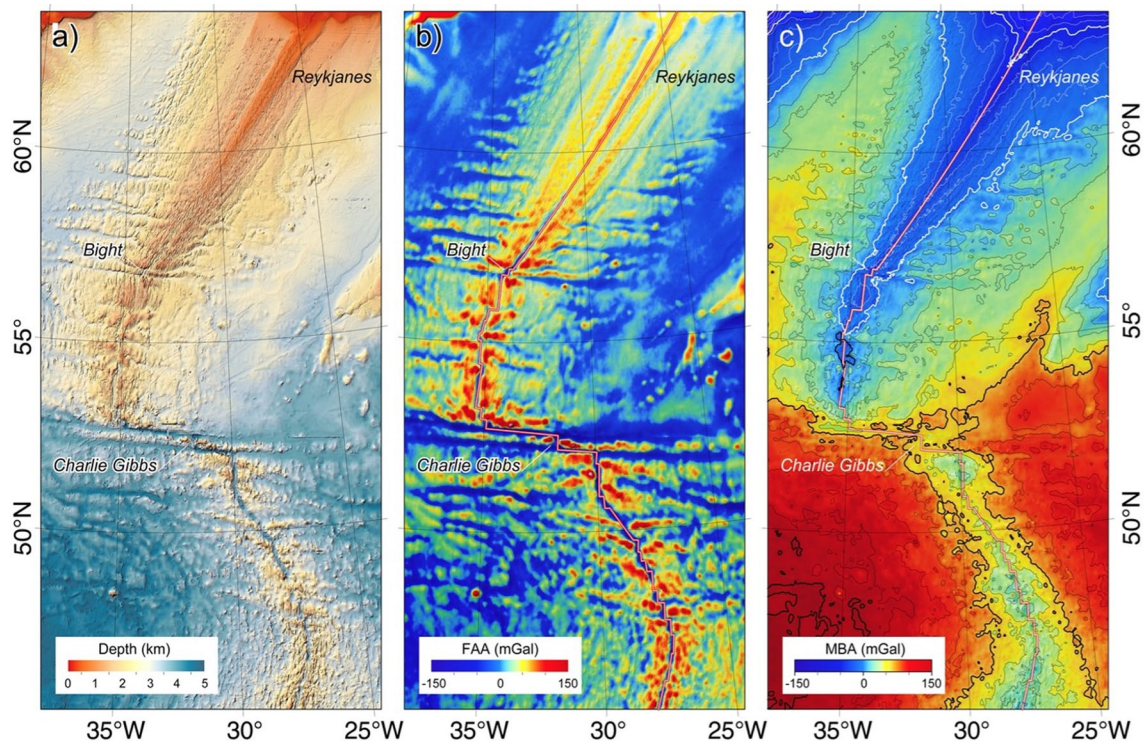 a)
Reykjanes
Bight
Charlie Gibbs
Depth (km)
0 1 2 3 4 5
60°N
55°
50°N
35°W 30° 25°W
b)
Reykjanes
Bight
Charlie Gibbs
FAA (mGal)
-150 0 150
35°W 30° 25°W
c)
Reykjanes
Bight
Charlie Gibbs
MBA (mGal)
-150 0 150
60°N
55°
50°N
35°W 30° 25°W